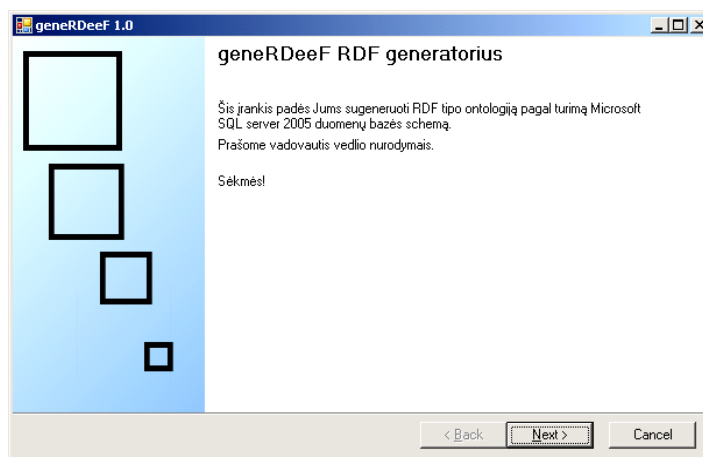 geneRDeeF 1.0
geneRDeeF RDF generatorius
Šis įrankis padės Jums sugeneruoti RDF tipo ontologiją pagal turimą Microsoft
SQL server 2005 duomenų bazės schemą.
Prašome vadovautis vedlio nurodymais.
Sėkmės!
< Back
Next >
Cancel